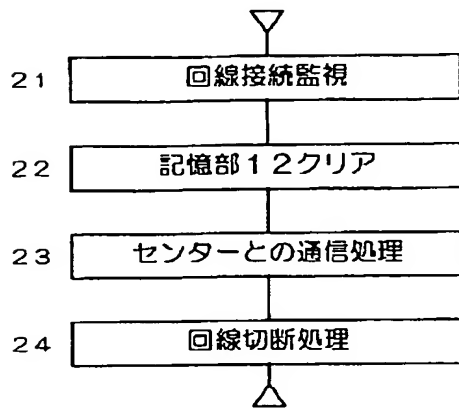 21 回線接続監視
22 記憶部12クリア
23 センターとの通信処理
24 回線切断処理